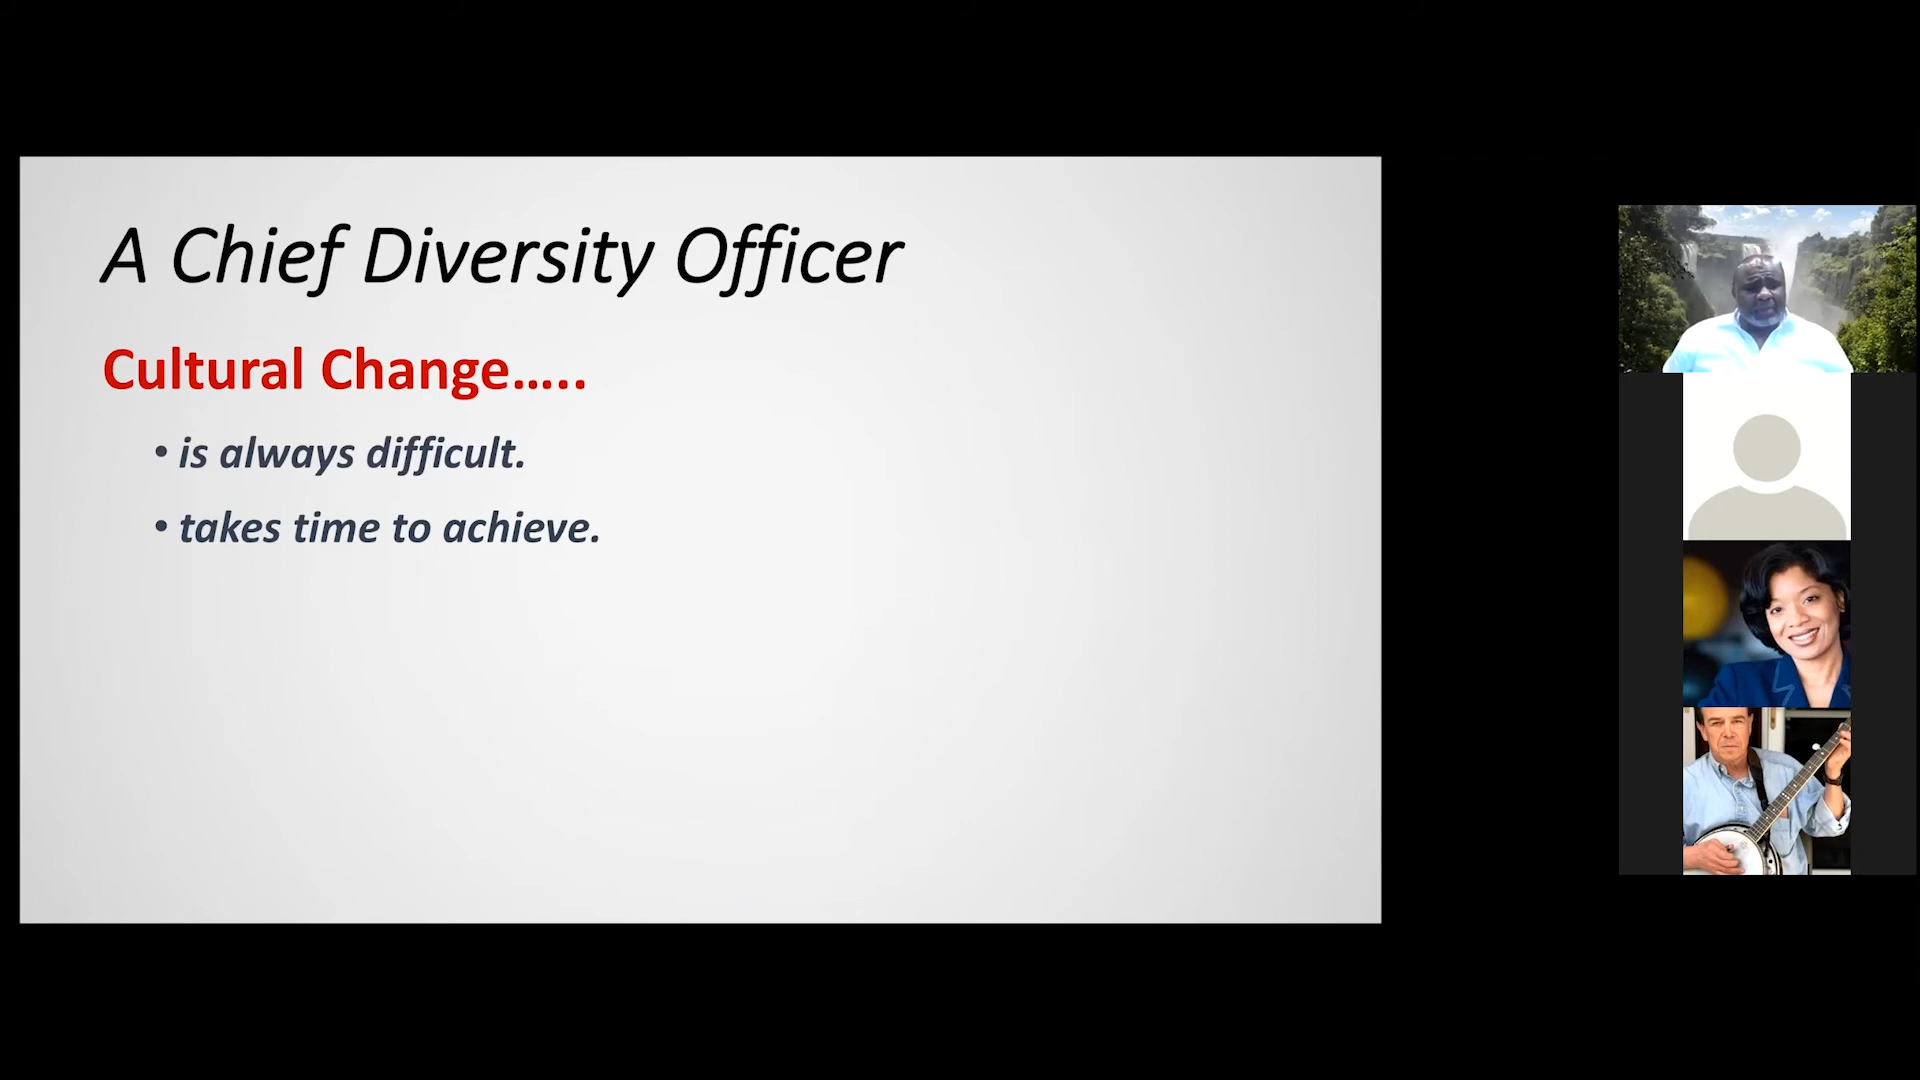 A Chief Diversity Officer
Cultural Change.....
• is always difficult.
• takes time to achieve.